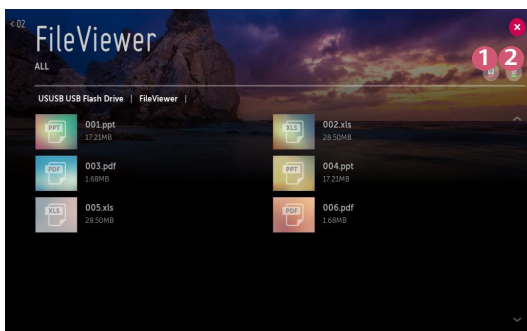 < 02
FileViewer
ALL
1 2
USUSB USB Flash Drive | FileViewer |
PPT 001.ppt
17.21MB
XLS 002.xls
28.50MB
PDF 003.pdf
1.68MB
PPT 004.ppt
17.21MB
XLS 005.xls
28.50MB
PDF 006.pdf
1.68MB